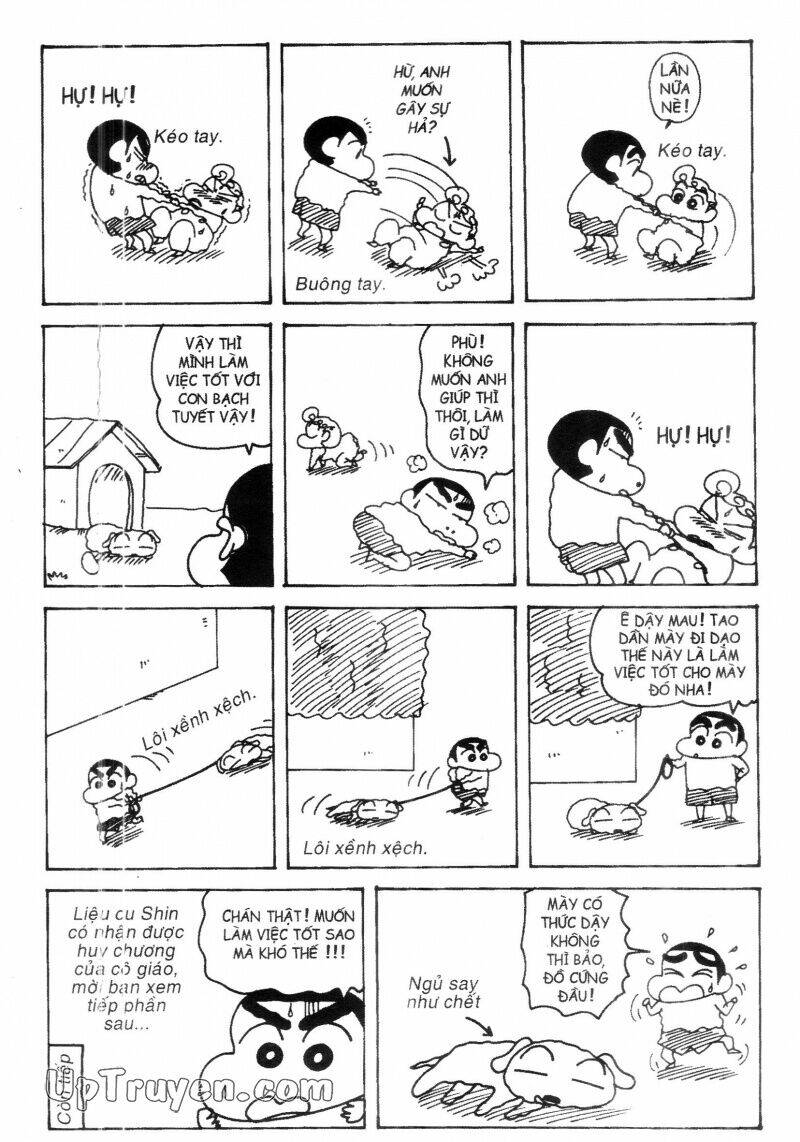 LẦN
NỮA
NÈ!
Kéo tay.
HỪ, ANH
MUỐN
GÂY SỰ
HẢ?
Buông tay.
HỰ! HỰ!
Kéo tay.
HỰ! HỰ!
PHÙ!
KHÔNG
MUỐN ANH
GIÚP THÌ
THÔI, LÀM
GÌ DỮ
VẬY?
VẬY THÌ
MÌNH LÀM
VIỆC TỐT VỚI
CON BẠCH
TUYẾT VẬY!
Ê DẬY MAU! TAO
DẪN MÀY ĐI DẠO
THẾ NÀY LÀ LÀM
VIỆC TỐT CHO MÀY
ĐÓ NHA!
Lôi xềnh xệch.
Lôi xềnh xệch.
MÀY CÓ
THỨC DẬY
KHÔNG
THÌ BẢO,
ĐỒ CỨNG
ĐẦU!
Ngủ say
như chết
CHÁN THẬT! MUỐN
LÀM VIỆC TỐT SAO
MÀ KHÓ THẾ !!!
Liệu cu Shin
có nhận được
huy chương
của cô giáo,
mời bạn xem
tiếp phần
sau...
Còn tiếp
UpTruyen.com